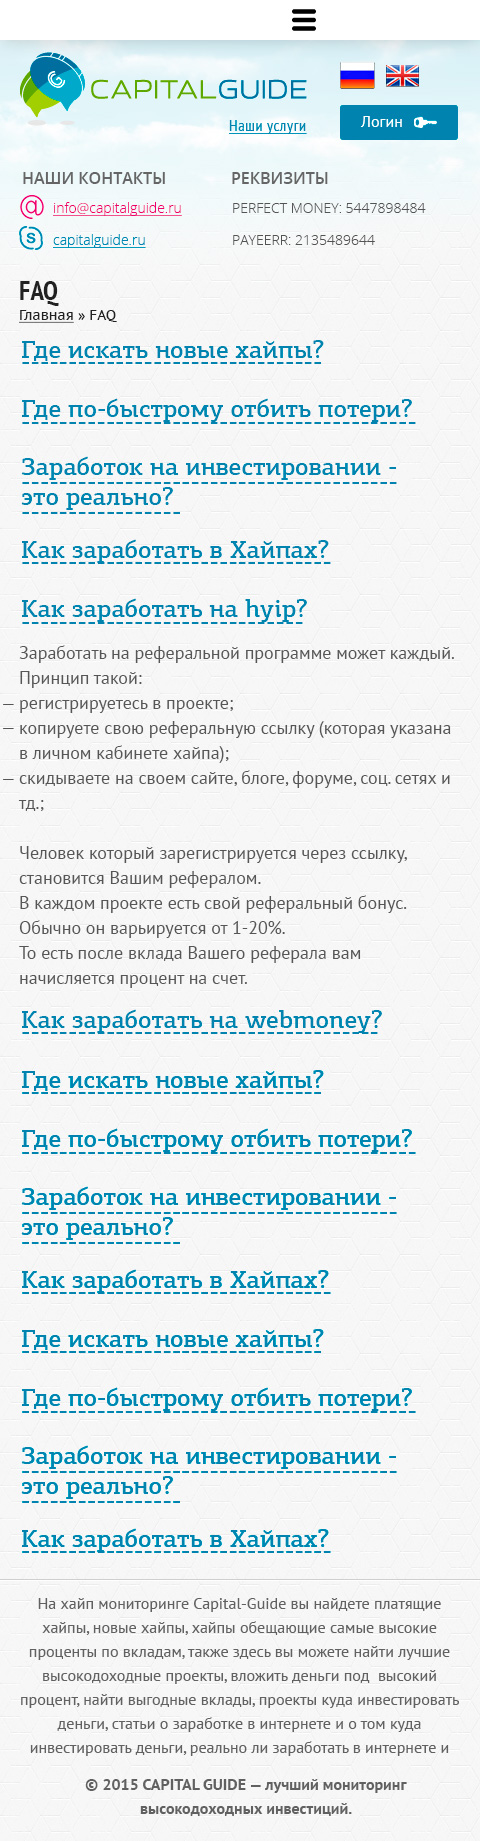 CAPITALGUIDE
Наши услуги
Логин
НАШИ КОНТАКТЫ
РЕКВИЗИТЫ
info@capitalguide.ru
PERFECT MONEY: 5447898484
capitalguide.ru
PAYEERR: 2135489644
FAQ
Главная » FAQ
Где искать новые хайпы?
Где по-быстрому отбить потери?
Заработок на инвестировании -
это реально?
Как заработать в Хайпах?
Как заработать на hyip?
Заработать на реферальной программе может каждый.
Принцип такой:
— регистрируетесь в проекте;
— копируете свою реферальную ссылку (которая указана
в личном кабинете хайпа);
— скидываете на своем сайте, блоге, форуме, соц. сетях и
тд.;
Человек который зарегистрируется через ссылку,
становится Вашим рефералом.
В каждом проекте есть свой реферальный бонус.
Обычно он варьируется от 1-20%.
То есть после вклада Вашего реферала вам
начисляется процент на счет.
Как заработать на webmoney?
Где искать новые хайпы?
Где по-быстрому отбить потери?
Заработок на инвестировании -
это реально?
Как заработать в Хайпах?
Где искать новые хайпы?
Где по-быстрому отбить потери?
Заработок на инвестировании -
это реально?
Как заработать в Хайпах?
На хайп мониторинге Capital-Guide вы найдете платящие
хайпы, новые хайпы, хайпы обещающие самые высокие
проценты по вкладам, также здесь вы можете найти лучшие
высокодоходные проекты, вложить деньги под высокий
процент, найти выгодные вклады, проекты куда инвестировать
деньги, статьи о заработке в интернете и о том куда
инвестировать деньги, реально ли заработать в интернете и
© 2015 CAPITAL GUIDE — лучший мониторинг
высокодоходных инвестиций.